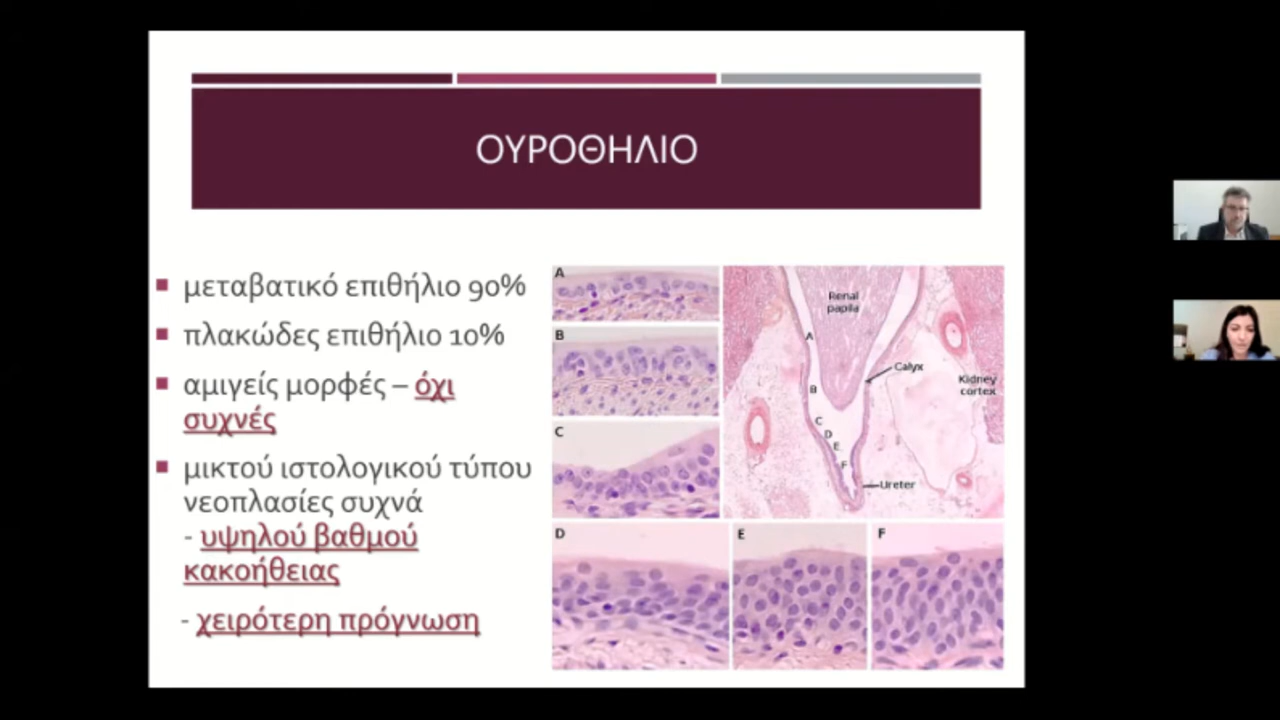 ΟΥΡΟΘΗΛΙΟ
μεταβατικό επιθήλιο 90%
πλακώδες επιθήλιο 10%
αμιγείς μορφές – όχι
συχνές
μικτού ιστολογικού τύπου
νεοπλασίες συχνά
- υψηλού βαθμού
κακοήθειας
- χειρότερη πρόγνωση
A
B
C
D
E
F
Renal
papila
A
Calyx
B
Kidney
cortex
C
D
E
F
Ureter